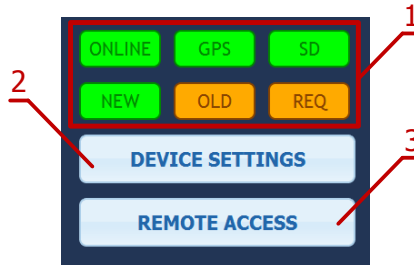 1
ONLINE GPS SD
2
NEW OLD REQ
3
DEVICE SETTINGS
REMOTE ACCESS